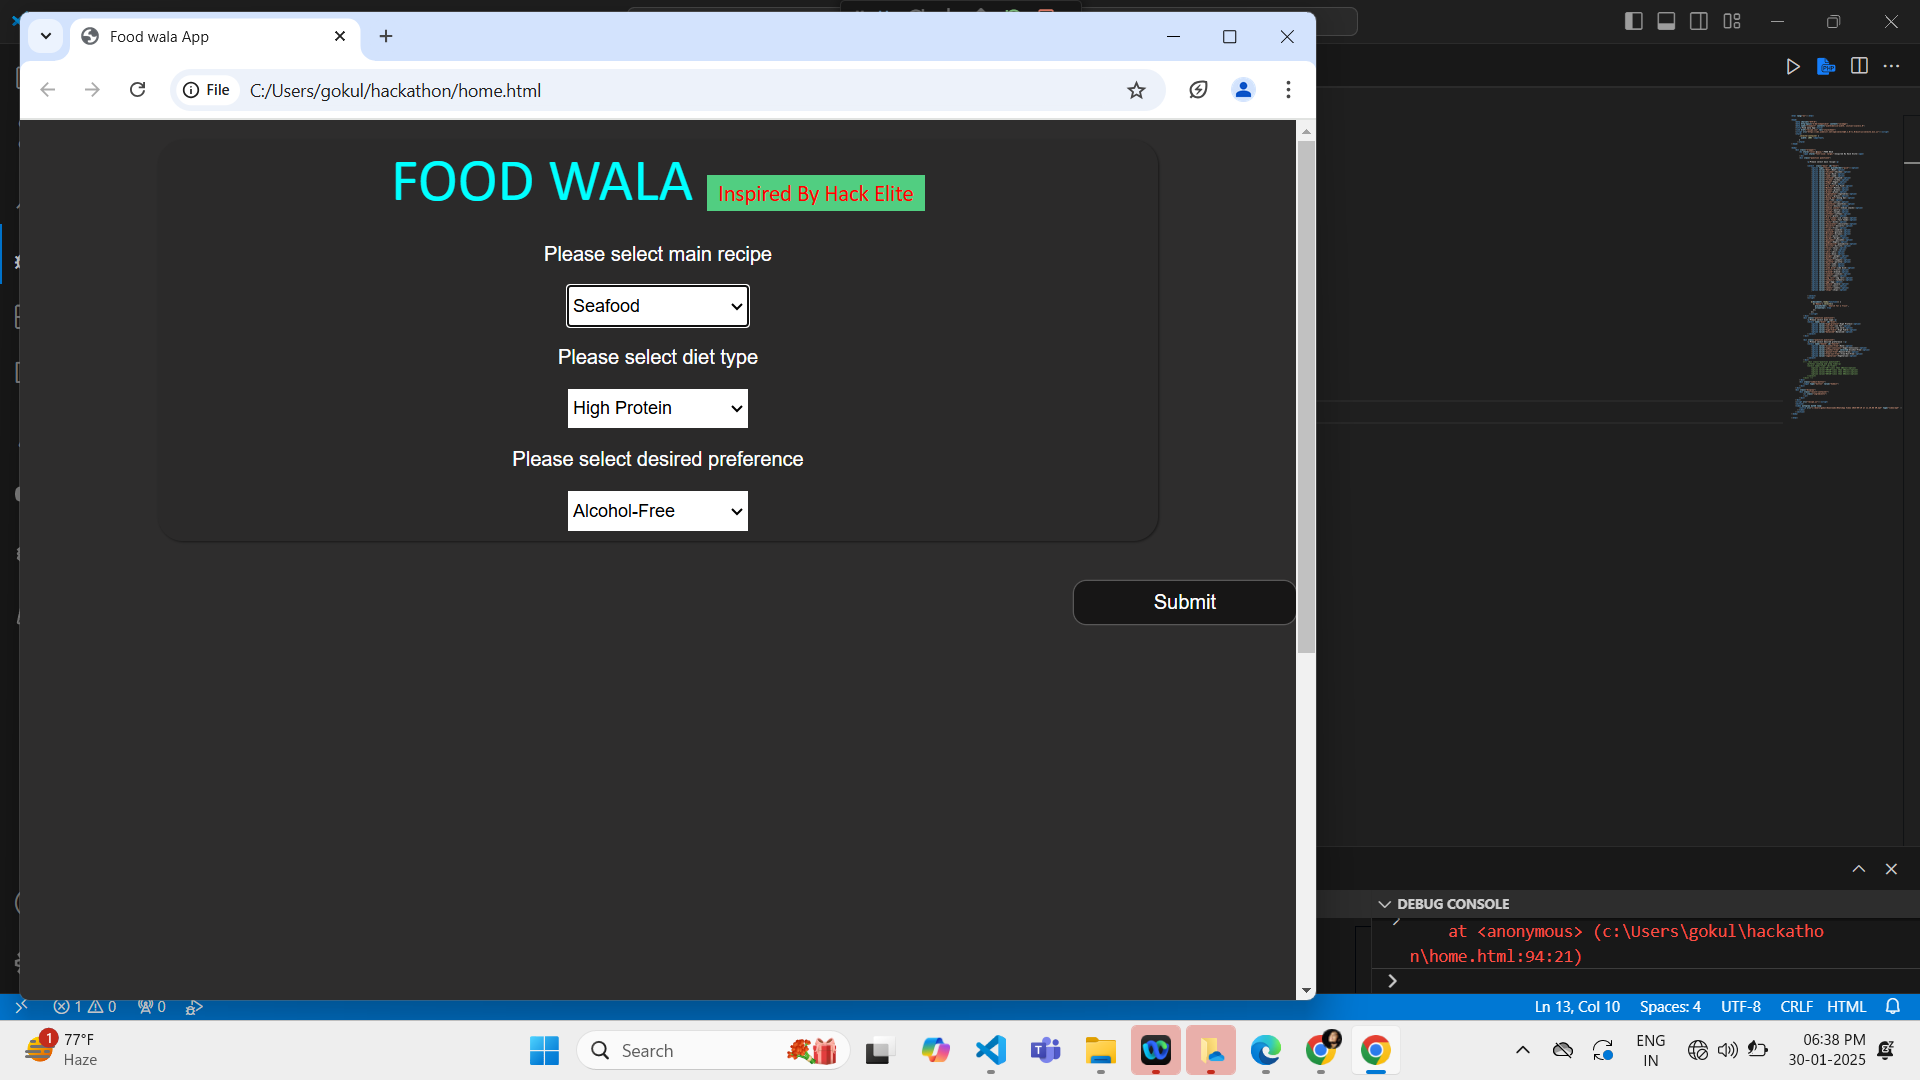 Food wala App
File
C:/Users/gokul/hackathon/home.html
FOOD WALA
Inspired By Hack Elite
Please select main recipe
Seafood
Please select diet type
High Protein
Please select desired preference
Alcohol-Free
Submit
DEBUG CONSOLE
at <anonymous> (c:\Users\gokul\hackatho
n\home.html:94:21)
1 0 0
Ln 13, Col 10 Spaces: 4 UTF-8 CRLF HTML
1
77°F
Haze
Search
ENG
IN
06:38 PM
30-01-2025